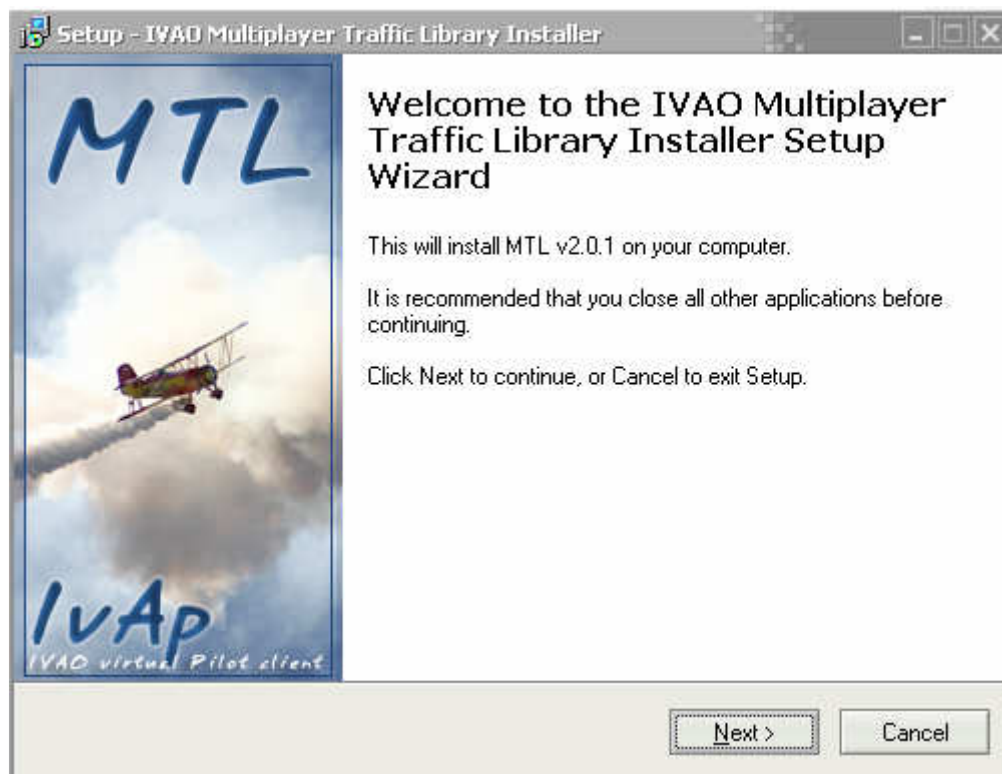 Setup - IVAO Multiplayer Traffic Library Installer
MTL
Welcome to the IVAO Multiplayer
Traffic Library Installer Setup
Wizard
This will install MTL v2.0.1 on your computer.
It is recommended that you close all other applications before
continuing.
Click Next to continue, or Cancel to exit Setup.
IvAp
IVAO virtual Pilot client
Next >
Cancel